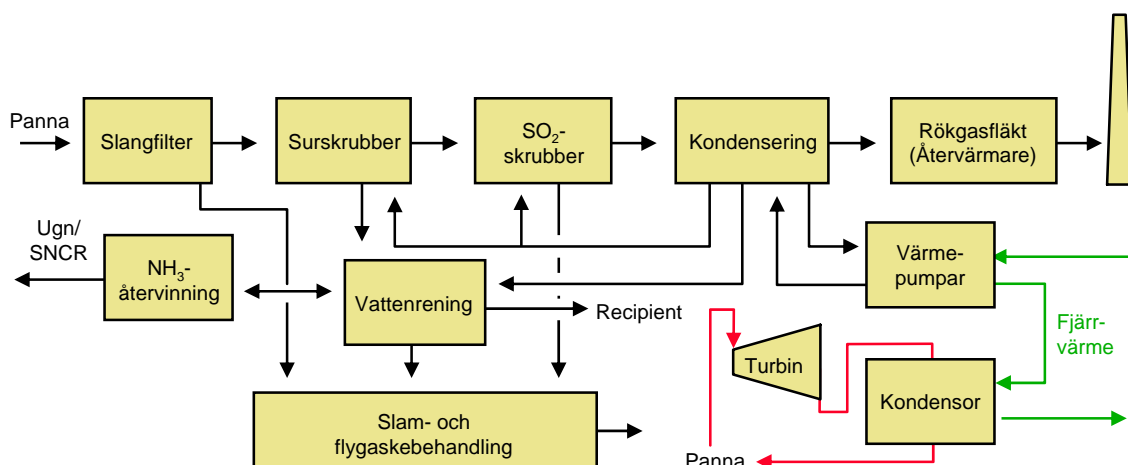 Panna
Slangfilter
Surskrubber
SO₂-
skrubber
Kondensering
Rökgasfläkt
(Återvärmare)
Ugn/
SNCR
NH₃-
återvinning
Vattenrening
Recipient
Värme-
pumpar
Fjärr-
värme
Turbin
Kondensor
Slam- och
flygaskebehandling
Panna